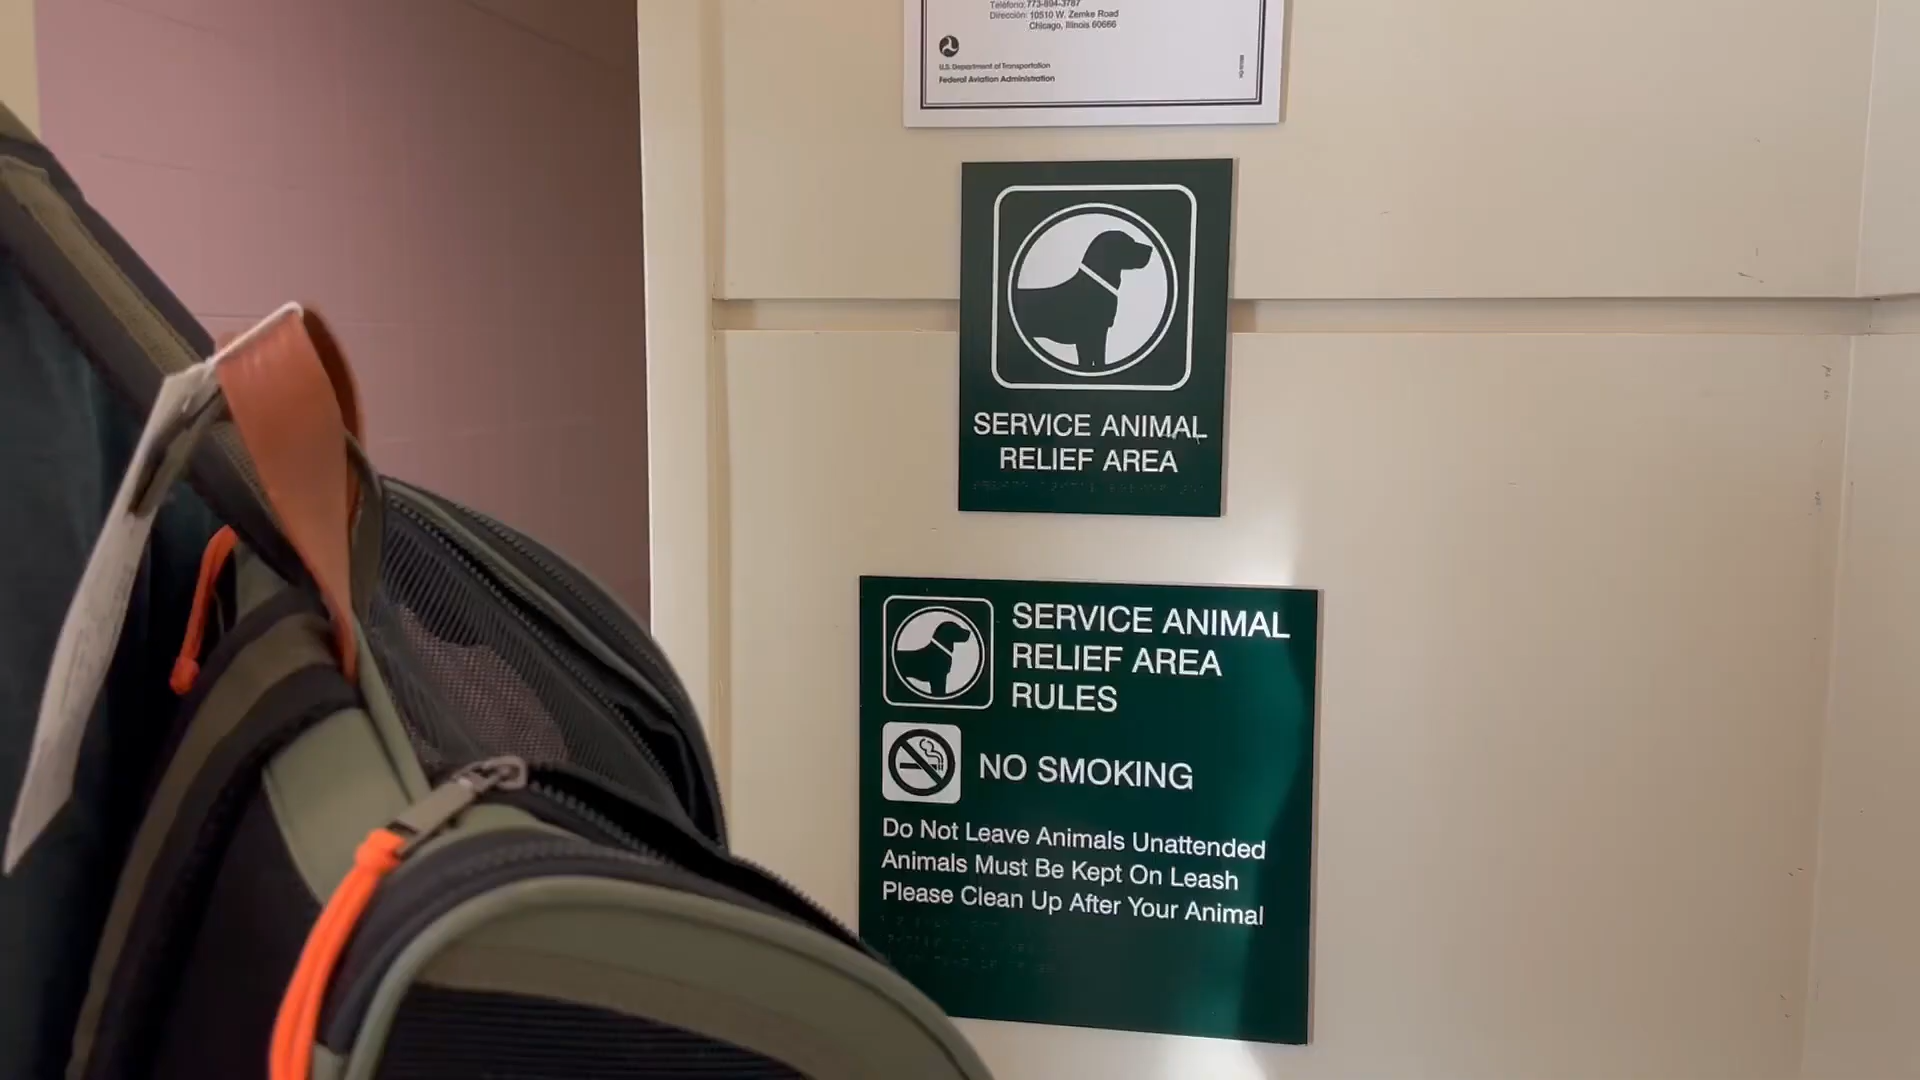 Teléfono: 773-894-3787
Dirección: 10510 W. Zemke Road
Chicago, Illinois 60666
U.S. Department of Transportation
Federal Aviation Administration
SERVICE ANIMAL
RELIEF AREA
SERVICE ANIMAL
RELIEF AREA
RULES
NO SMOKING
Do Not Leave Animals Unattended
Animals Must Be Kept On Leash
Please Clean Up After Your Animal